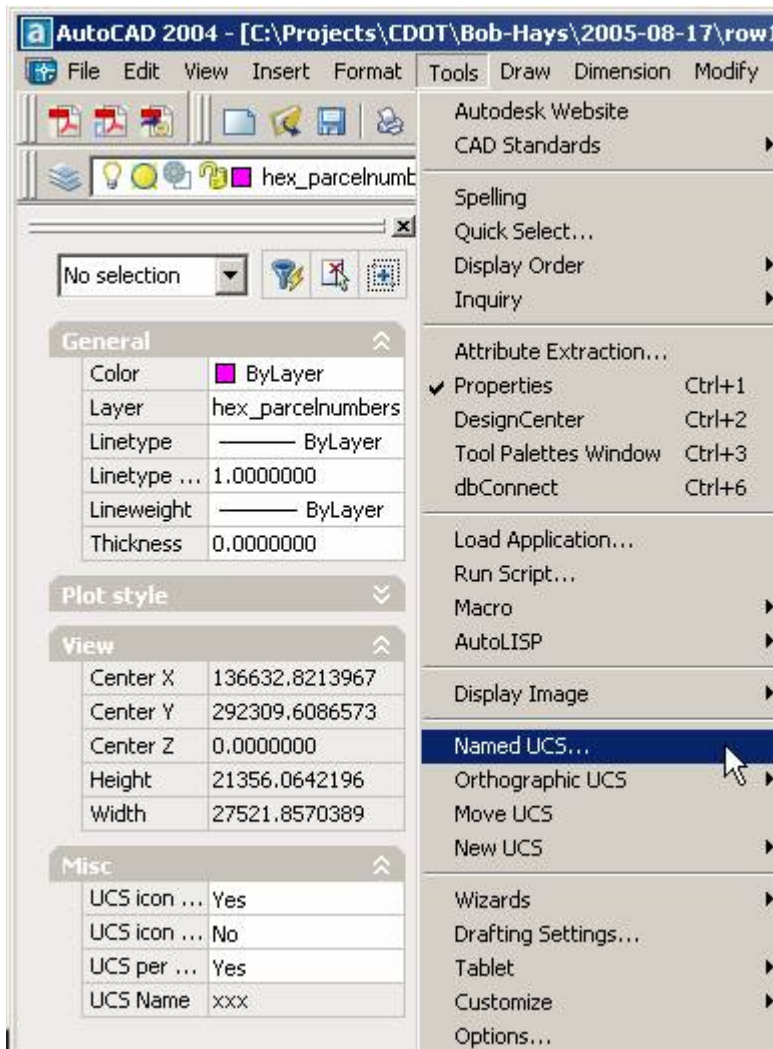 AutoCAD 2004 - [C:\Projects\CDOT\Bob-Hays\2005-08-17\row1
File Edit View Insert Format Tools Draw Dimension Modify
hex_parcelnumb
No selection
General
Color ByLayer
Layer hex_parcelnumbers
Linetype ByLayer
Linetype ... 1.0000000
Lineweight ByLayer
Thickness 0.0000000
Plot style
View
Center X 136632.8213967
Center Y 292309.6086573
Center Z 0.0000000
Height 21356.0642196
Width 27521.8570389
Misc
UCS icon ... Yes
UCS icon ... No
UCS per ... Yes
UCS Name xxx
Autodesk Website
CAD Standards
Spelling
Quick Select...
Display Order
Inquiry
Attribute Extraction...
Properties Ctrl+1
DesignCenter Ctrl+2
Tool Palettes Window Ctrl+3
dbConnect Ctrl+6
Load Application...
Run Script...
Macro
AutoLISP
Display Image
Named UCS...
Orthographic UCS
Move UCS
New UCS
Wizards
Drafting Settings...
Tablet
Customize
Options...